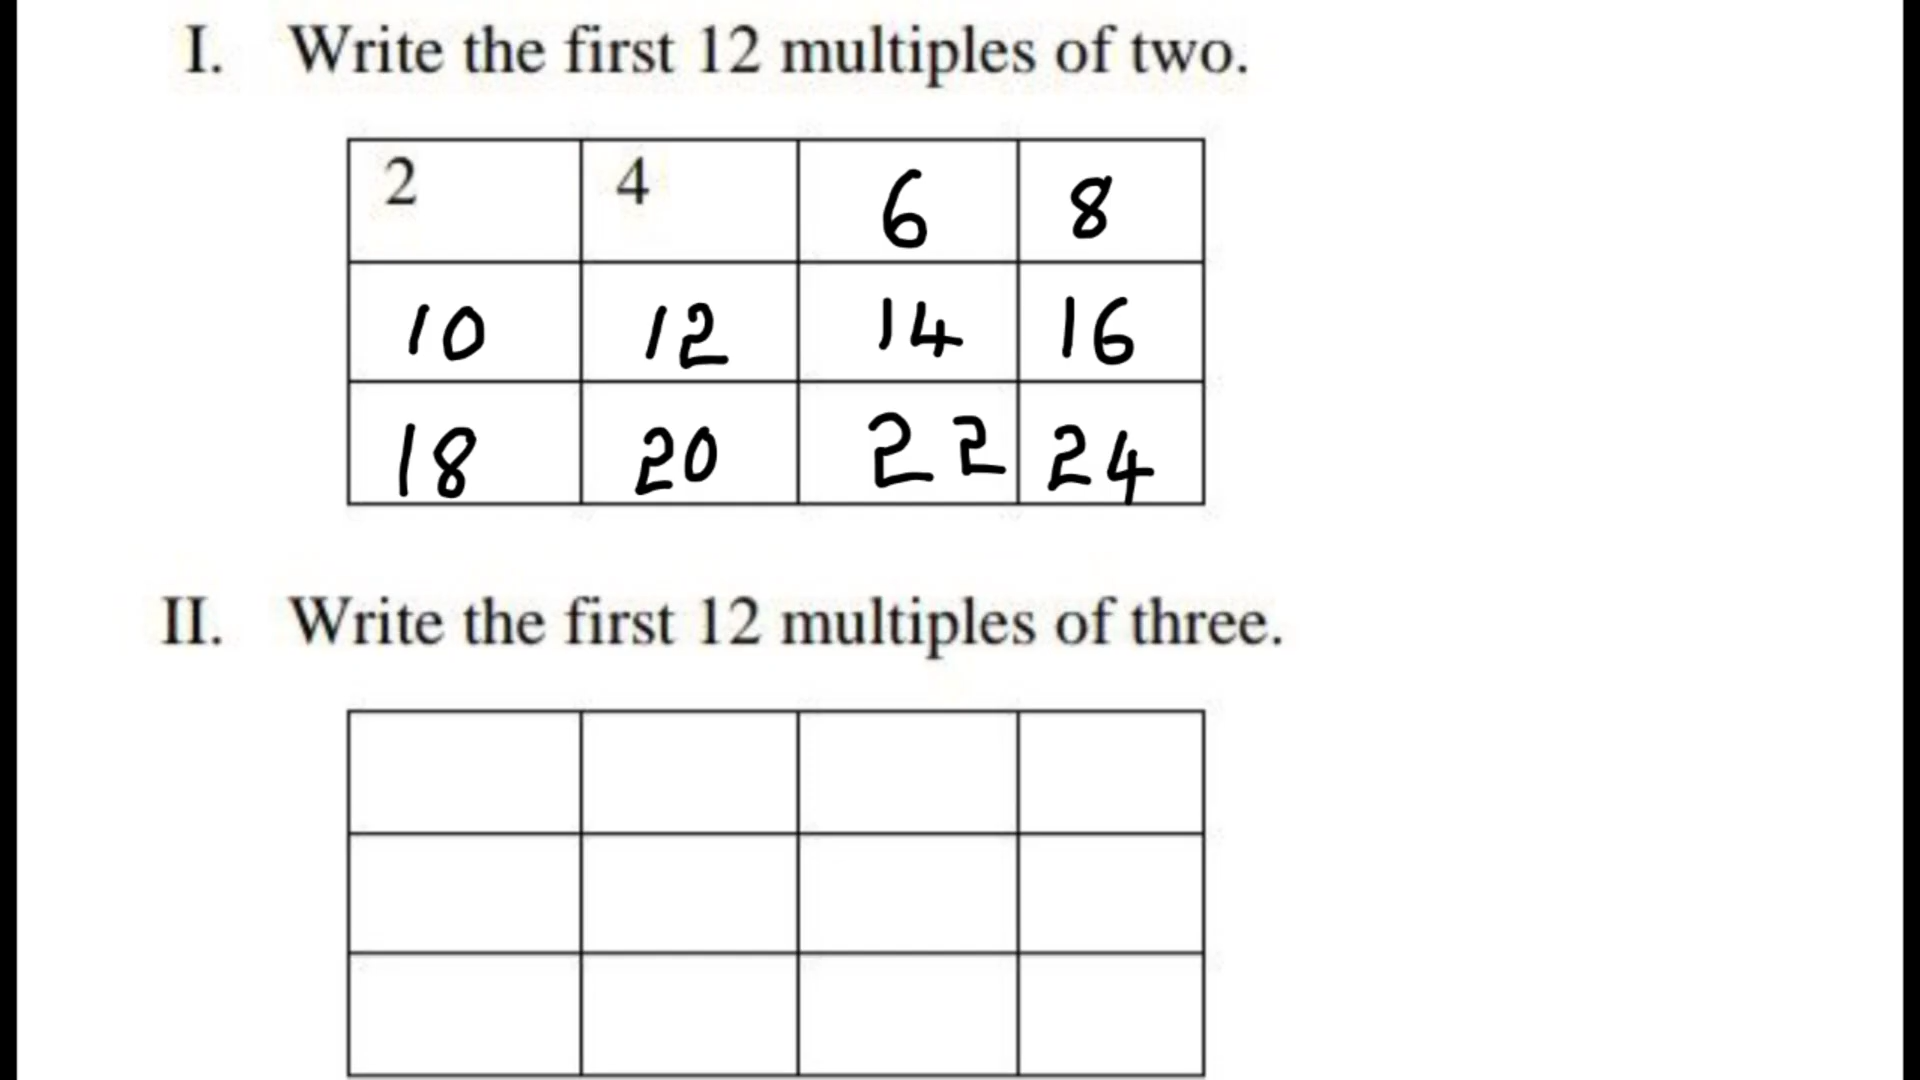 I. Write the first 12 multiples of two.
2 4 6 8
10 12 14 16
18 20 22 24
II. Write the first 12 multiples of three.